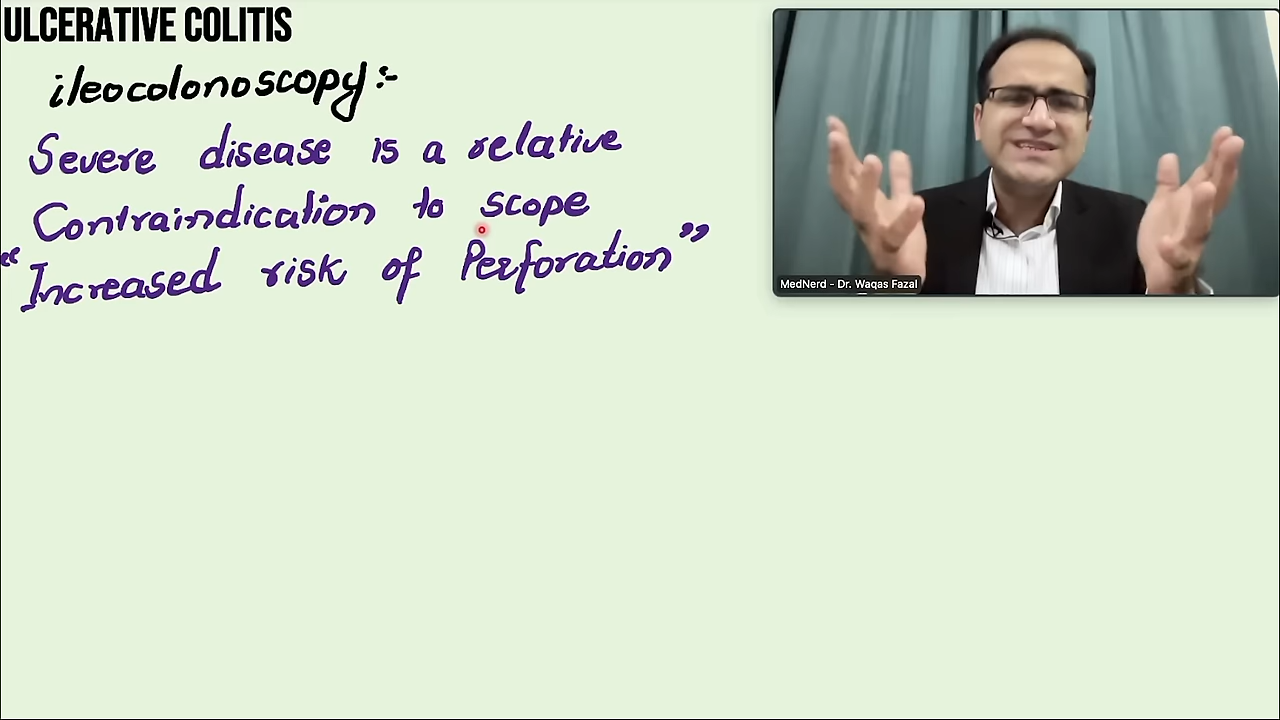 ULCERATIVE COLITIS
ileocolonoscopy:-
Severe disease is a relative
Contraindication to scope
"Increased risk of Perforation"
MedNerd - Dr. Waqas Fazal